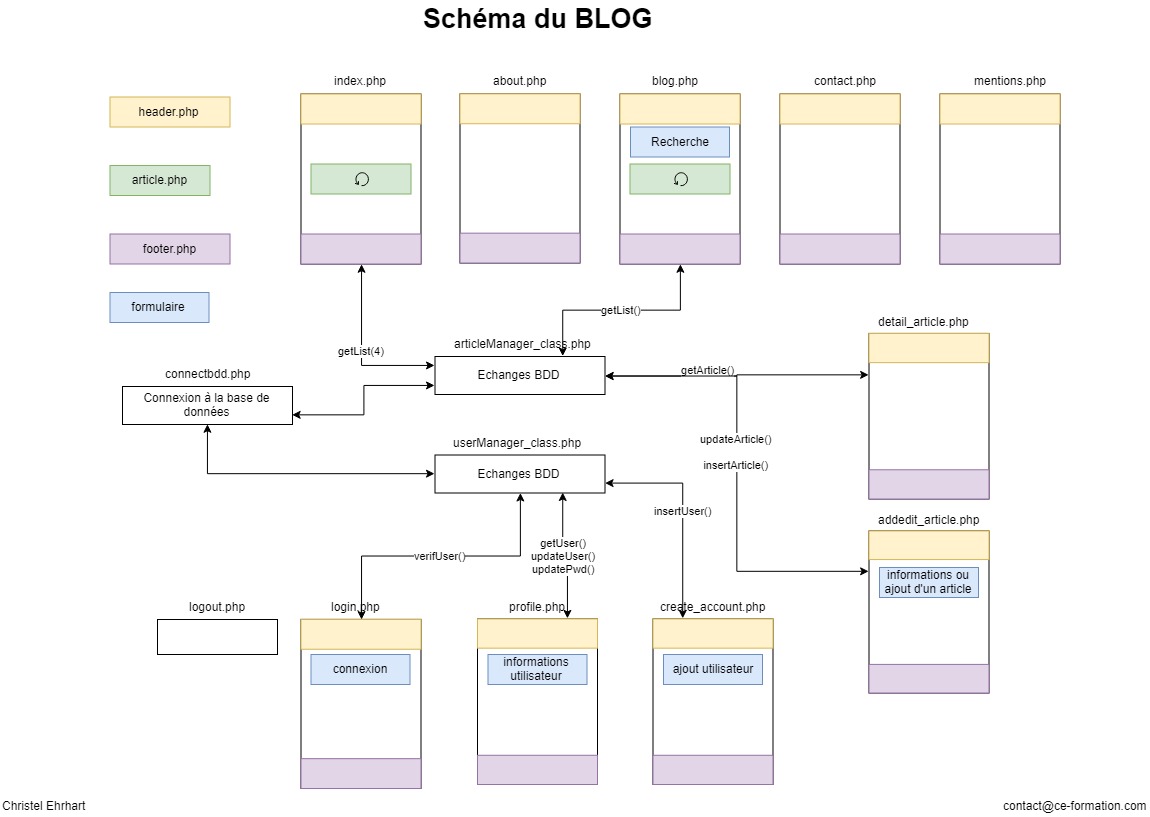 Schéma du BLOG
index.php
about.php
blog.php
contact.php
mentions.php
header.php
Recherche
article.php
footer.php
formulaire
getList()
detail_article.php
articleManager_class.php
getList(4)
connectbdd.php
Echanges BDD
getArticle()
Connexion à la base de
données
updateArticle()
userManager_class.php
insertArticle()
Echanges BDD
insertUser()
addedit_article.php
getUser()
verifUser()
updateUser()
updatePwd()
informations ou
ajout d'un article
logout.php
login.php
profile.php
create_account.php
connexion
informations
utilisateur
ajout utilisateur
Christel Ehrhart
contact@ce-formation.com